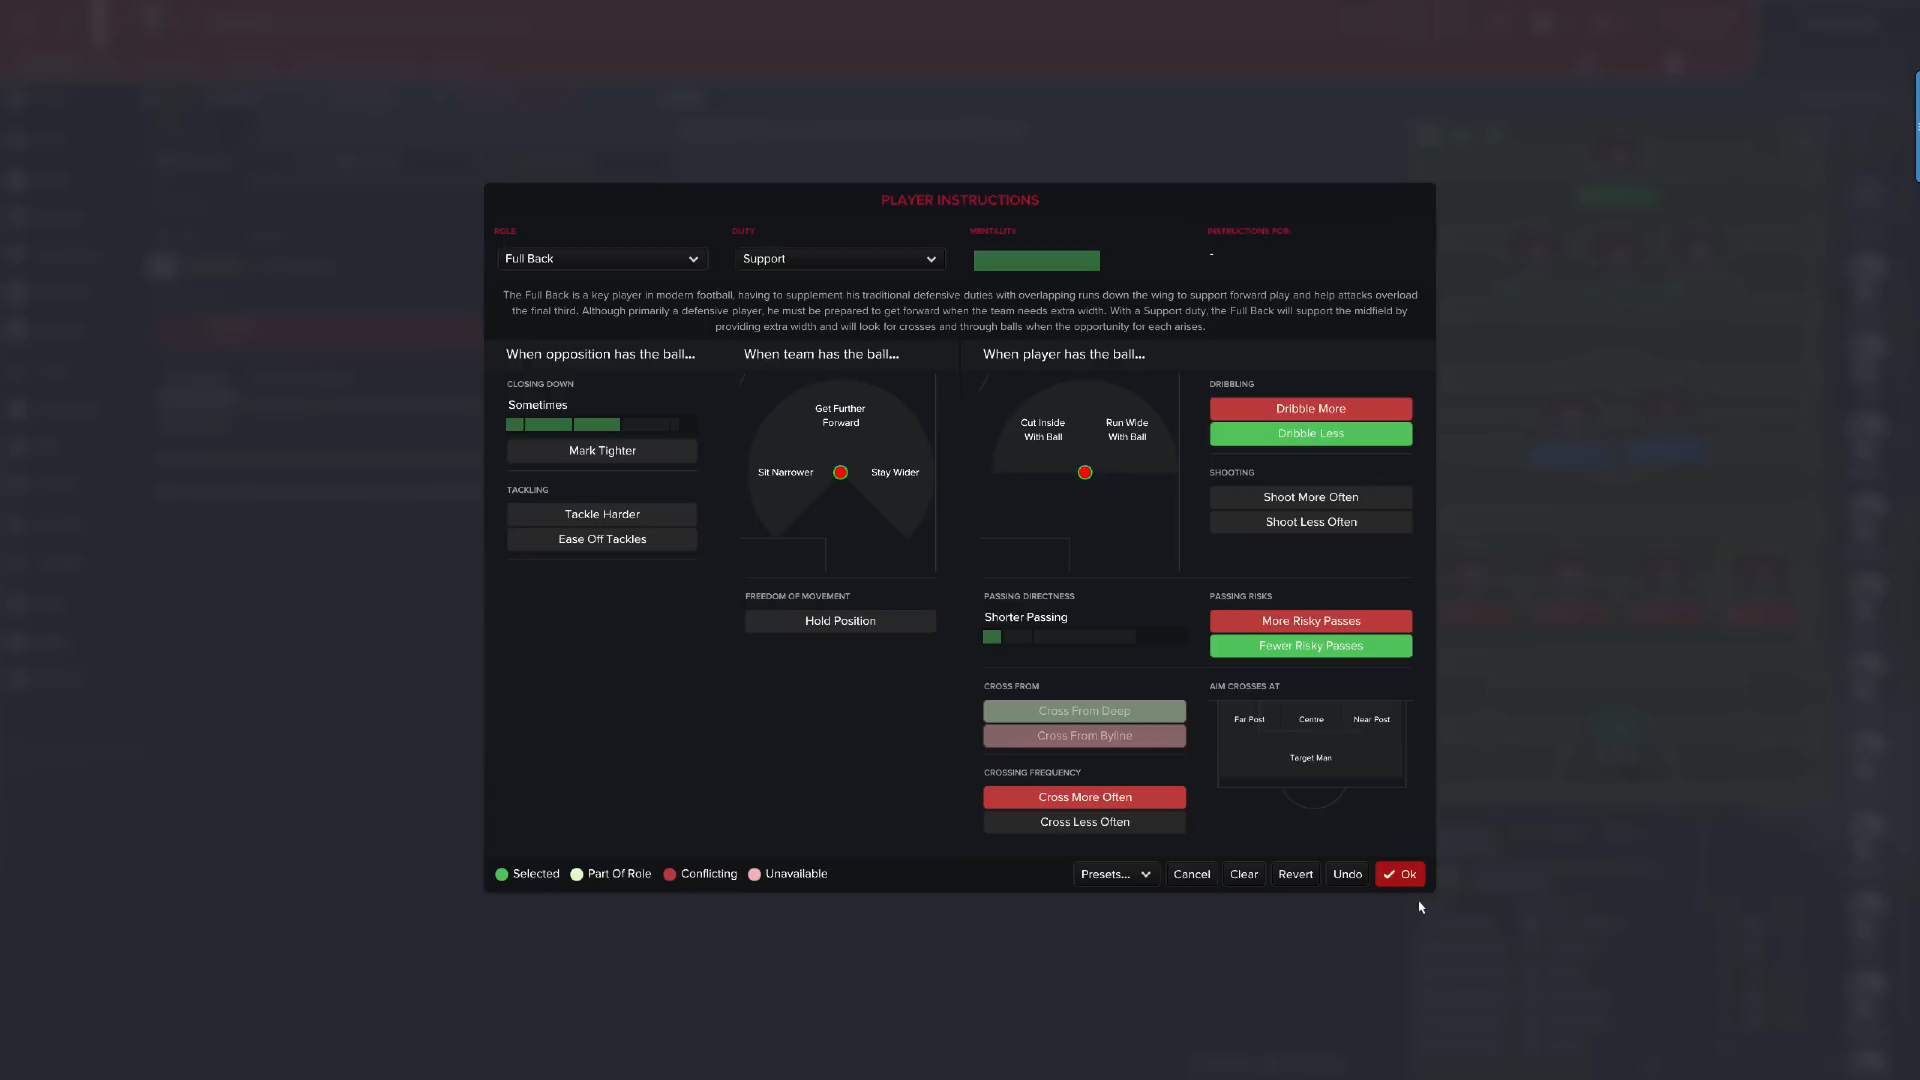 PLAYER INSTRUCTIONS
ROLE
DUTY
MENTALITY
INSTRUCTIONS FOR:
Full Back
Support
-
The Full Back is a key player in modern football, having to supplement his traditional defensive duties with overlapping runs down the wing to support forward play and help attacks overload
the final third. Although primarily a defensive player, he must be prepared to get forward when the team needs extra width. With a Support duty, the Full Back will support the midfield by
providing extra width and will look for crosses and through balls when the opportunity for each arises.
When opposition has the ball...
When team has the ball...
When player has the ball...
CLOSING DOWN
Sometimes
Mark Tighter
TACKLING
Tackle Harder
Ease Off Tackles
Get Further
Forward
Sit Narrower
Stay Wider
FREEDOM OF MOVEMENT
Hold Position
Cut Inside
With Ball
Run Wide
With Ball
DRIBBLING
Dribble More
Dribble Less
SHOOTING
Shoot More Often
Shoot Less Often
PASSING DIRECTNESS
Shorter Passing
PASSING RISKS
More Risky Passes
Fewer Risky Passes
CROSS FROM
Cross From Deep
Cross From Byline
AIM CROSSES AT
Far Post
Centre
Near Post
Target Man
CROSSING FREQUENCY
Cross More Often
Cross Less Often
Selected
Part Of Role
Conflicting
Unavailable
Presets...
Cancel
Clear
Revert
Undo
Ok